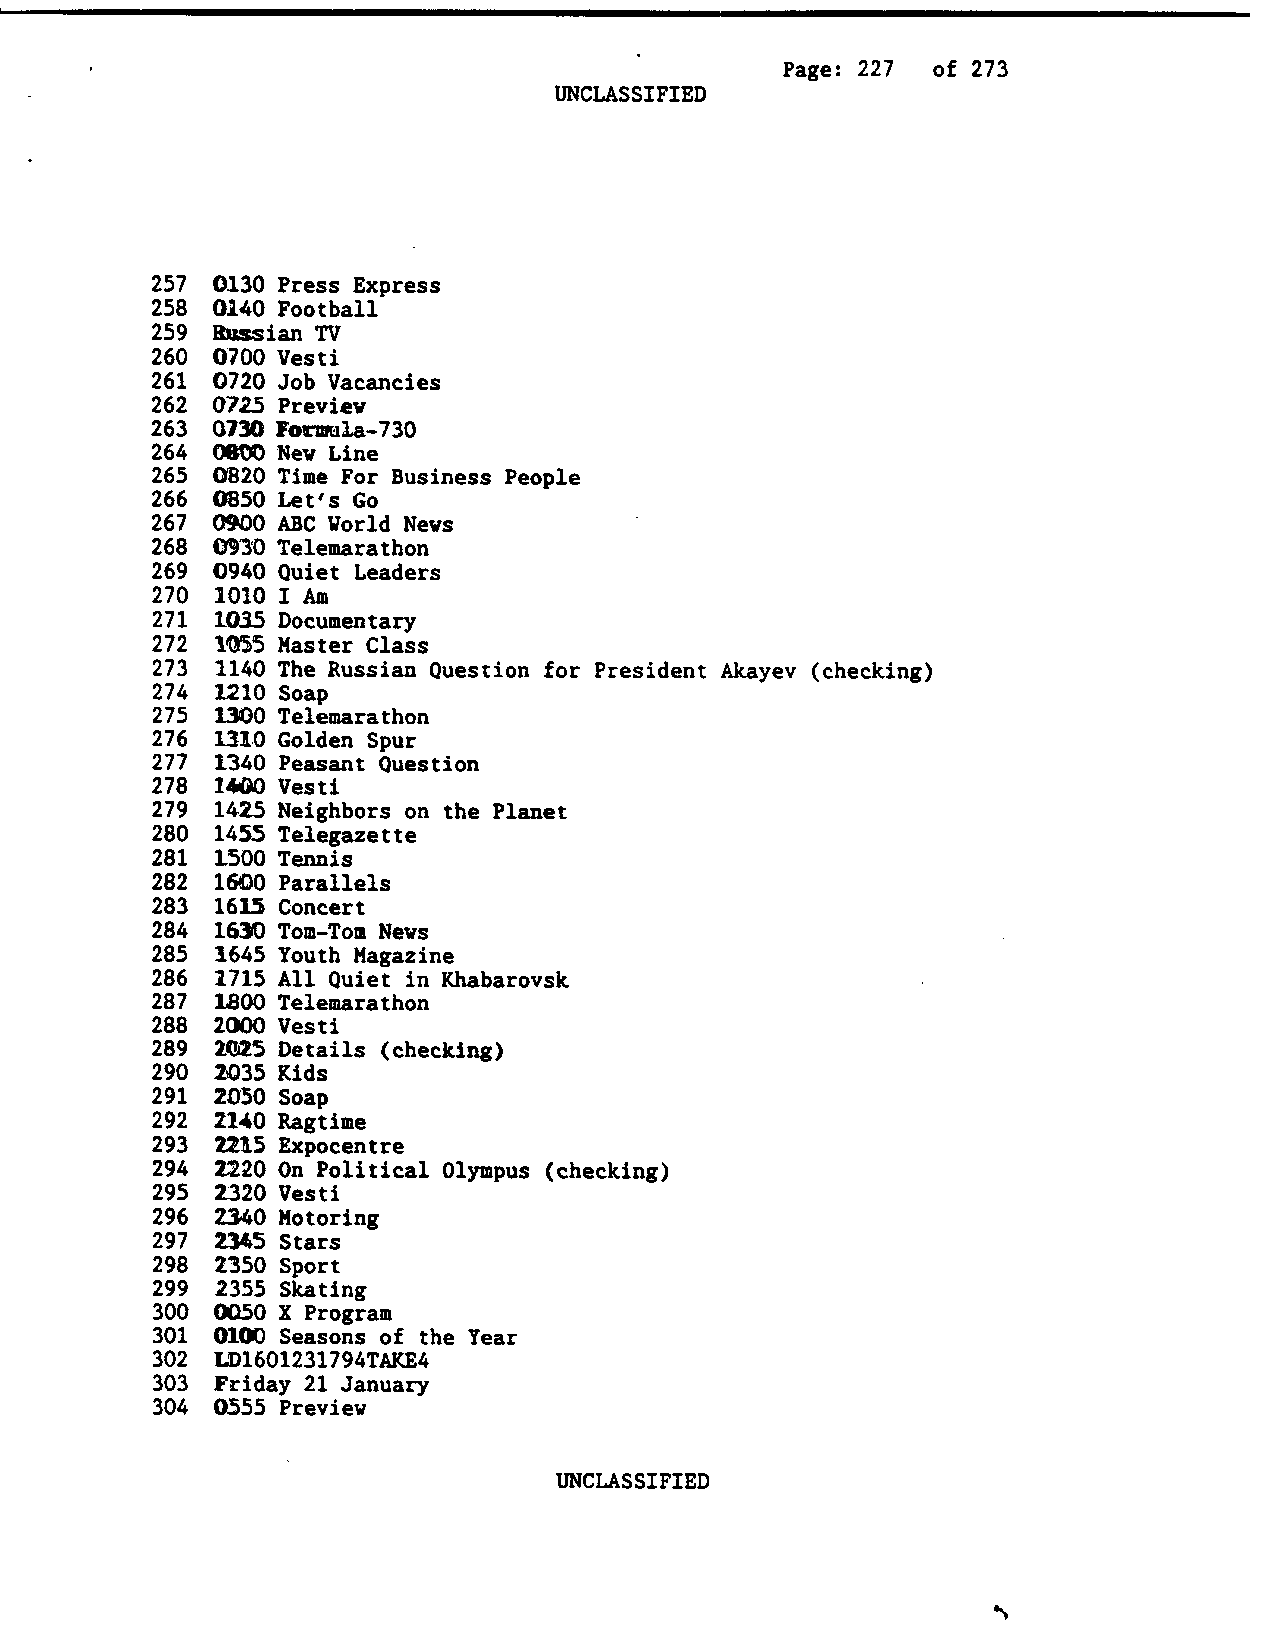 Page: 227 of 273
UNCLASSIFIED
257 0130 Press Express
258 0140 Football
259 Russian TV
260 0700 Vesti
261 0720 Job Vacancies
262 0725 Preview
263 0730 Formula-730
264 0800 New Line
265 0820 Time For Business People
266 0850 Let's Go
267 0900 ABC World News
268 0930 Telemarathon
269 0940 Quiet Leaders
270 1010 I Am
271 1035 Documentary
272 1055 Master Class
273 1140 The Russian Question for President Akayev (checking)
274 1210 Soap
275 1300 Telemarathon
276 1310 Golden Spur
277 1340 Peasant Question
278 1400 Vesti
279 1425 Neighbors on the Planet
280 1455 Telegazette
281 1500 Tennis
282 1600 Parallels
283 1615 Concert
284 1630 Tom-Tom News
285 1645 Youth Magazine
286 1715 All Quiet in Khabarovsk
287 1800 Telemarathon
288 2000 Vesti
289 2025 Details (checking)
290 2035 Kids
291 2050 Soap
292 2140 Ragtime
293 2215 Expocentre
294 2220 On Political Olympus (checking)
295 2320 Vesti
296 2340 Motoring
297 2345 Stars
298 2350 Sport
299 2355 Skating
300 0050 X Program
301 0100 Seasons of the Year
302 LD1601231794TAKE4
303 Friday 21 January
304 0555 Preview
UNCLASSIFIED